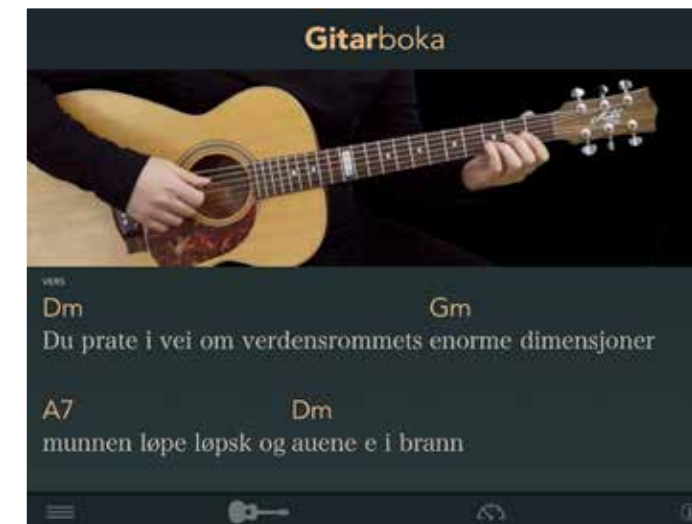 Gitarboka
VERS
Dm Gm
Du prate i vei om verdensrommets enorme dimensjoner
A7 Dm
munnen løpe løpsk og auene e i brann